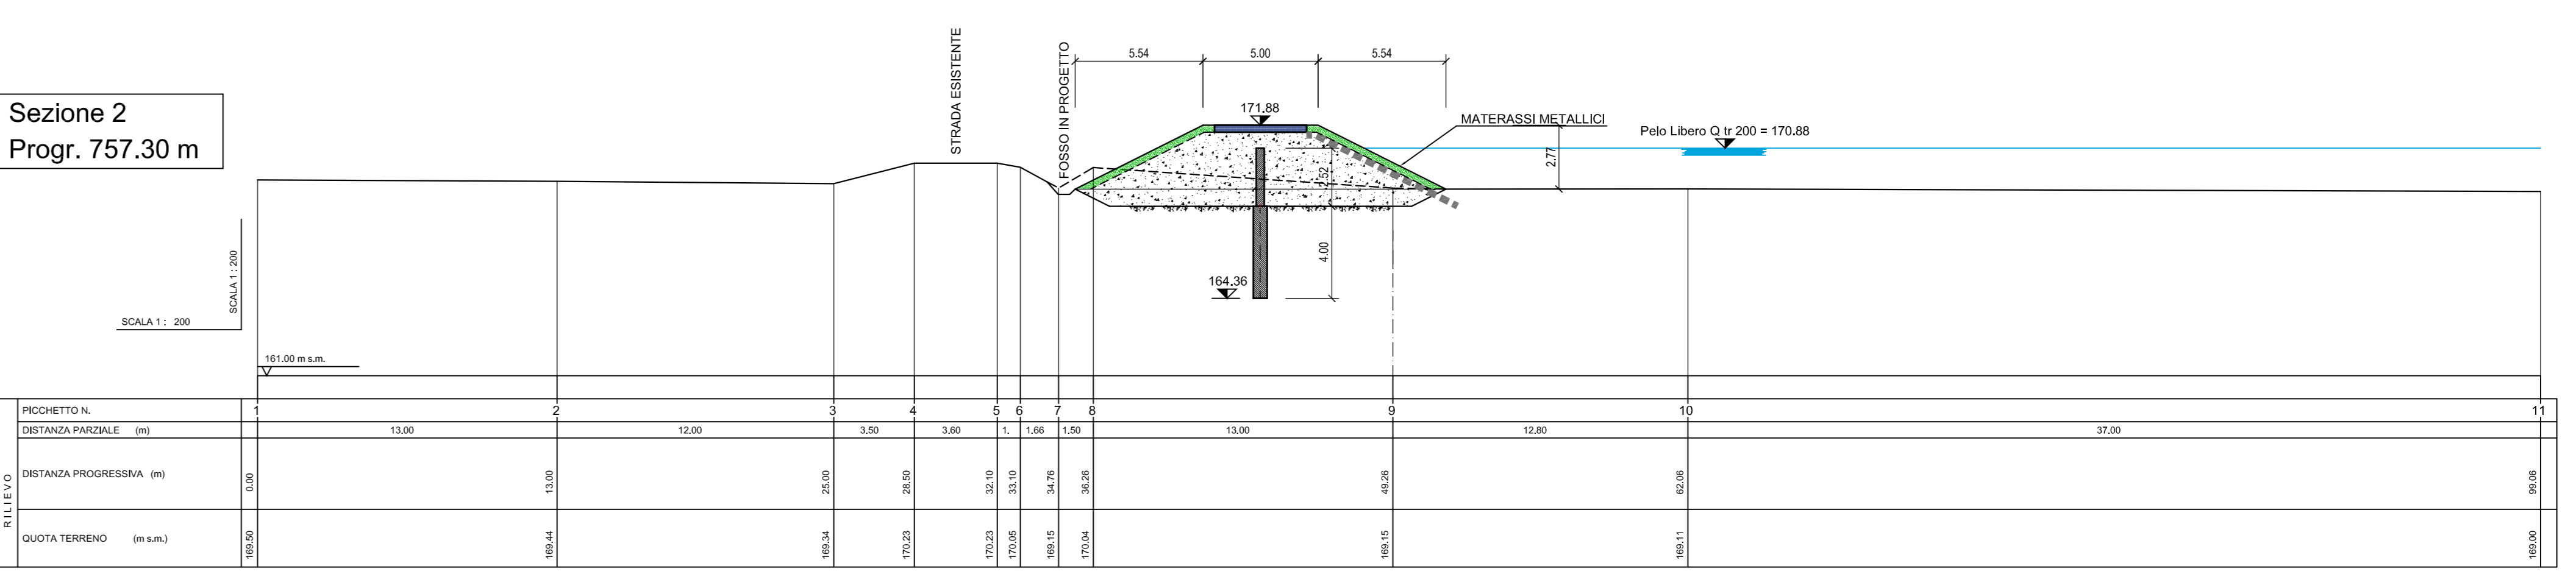 STRADA ESISTENTE
FOSSO IN PROGETTO
5.54
5.00
5.54
Sezione 2
Progr. 757.30 m
171.88
MATERASSI METALLICI
Pelo Libero Q tr 200 = 170.88
2.77
2.52
4.00
164.36
SCALA 1 : 200
SCALA 1 : 200
161.00 m s.m.
RILIEVO
PICCHETTO N. 1 2 3 4 5 6 7 8 9 10 11
DISTANZA PARZIALE (m) 13.00 12.00 3.50 3.60 1. 1.66 1.50 13.00 12.80 37.00
DISTANZA PROGRESSIVA (m) 0.00 13.00 25.00 28.50 32.10 33.10 34.76 36.26 49.26 62.06 99.06
QUOTA TERRENO (m s.m.) 169.50 169.44 169.34 170.23 170.23 170.05 169.15 170.04 169.15 169.11 169.00